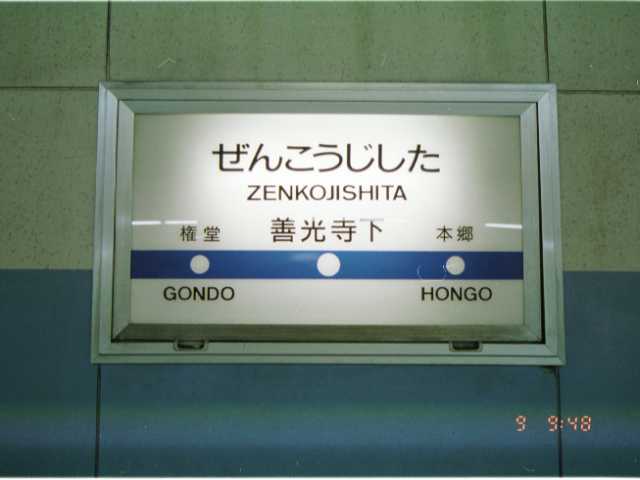 ぜんこうじした
ZENKOJISHITA
権堂 善光寺下 本郷
GONDO HONGO
9 9:48